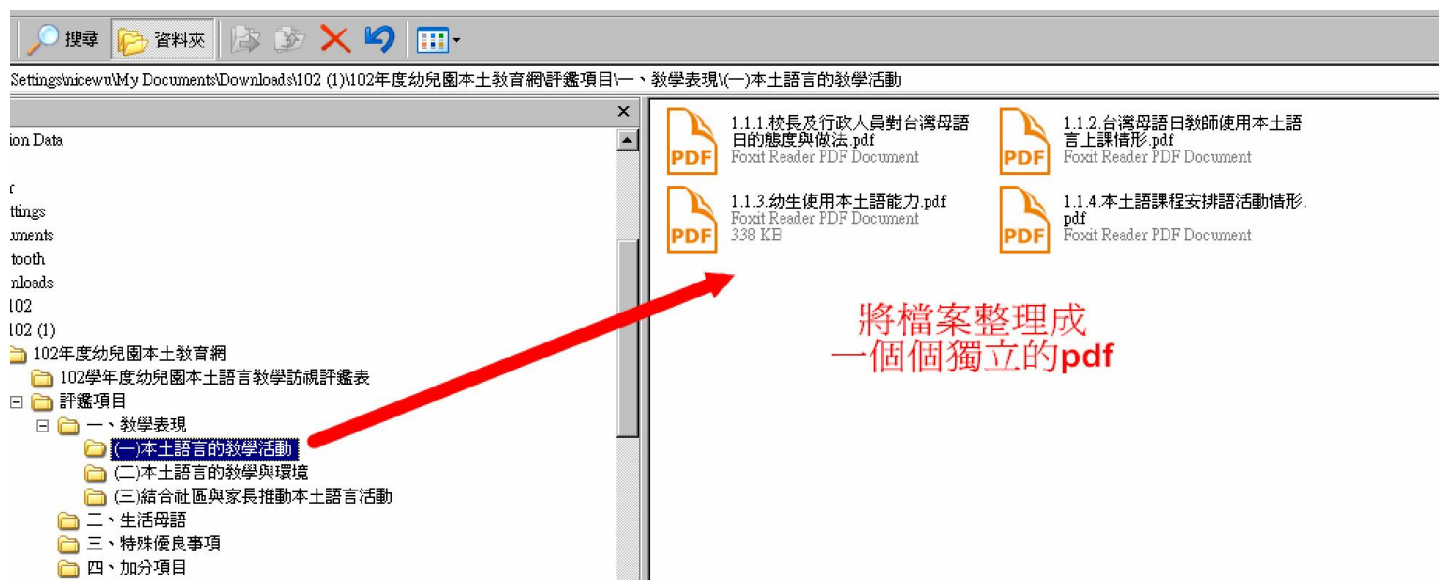 搜尋 資料夾
Settings\nicewu\My Documents\Downloads\102 (1)\102年度幼兒園本土教育網\評鑑項目\一、教學表現\(一)本土語言的教學活動
ion Data
r
ttings
uments
tooth
nloads
102
102 (1)
102年度幼兒園本土教育網
102學年度幼兒園本土語言教學訪視評鑑表
評鑑項目
一、教學表現
(一)本土語言的教學活動
(二)本土語言的教學與環境
(三)結合社區與家長推動本土語言活動
二、生活母語
三、特殊優良事項
四、加分項目
PDF
1.1.1.校長及行政人員對台灣母語
日的態度與做法.pdf
Foxit Reader PDF Document
PDF
1.1.2.台灣母語日教師使用本土語
言上課情形.pdf
Foxit Reader PDF Document
PDF
1.1.3.幼生使用本土語能力.pdf
Foxit Reader PDF Document
338 KB
PDF
1.1.4.本土語課程安排語活動情形.
pdf
Foxit Reader PDF Document
將檔案整理成
一個個獨立的pdf